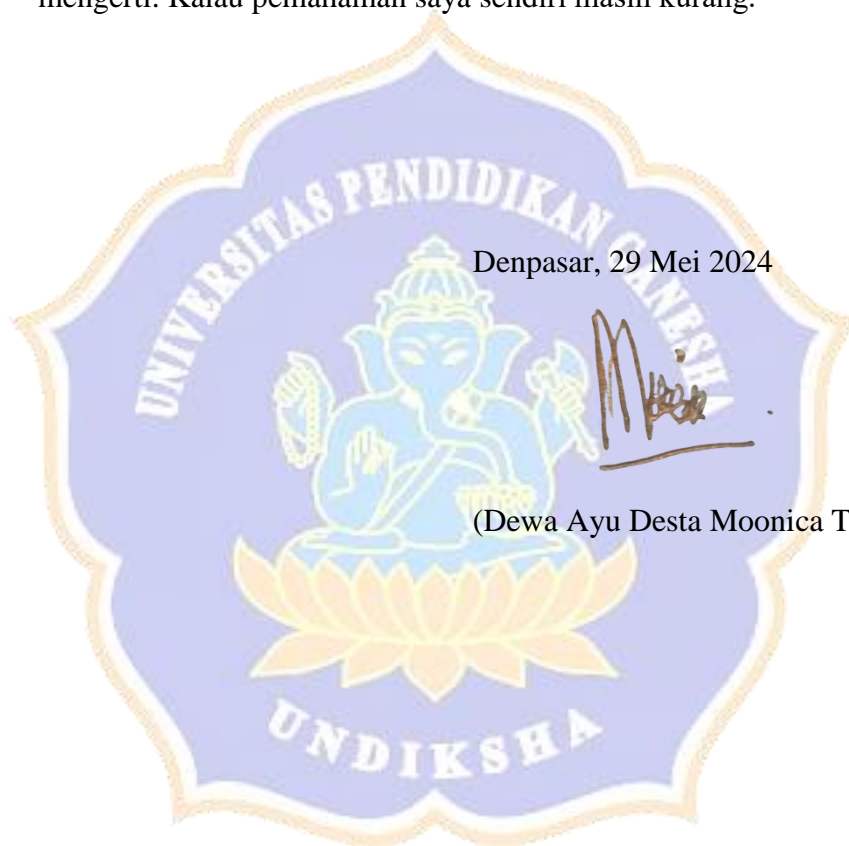 mengerti. Kalau pemahaman saya sendiri masih kurang.
UNIVERSITAS PENDIDIKAN GANESHA
Denpasar, 29 Mei 2024
(Dewa Ayu Desta Moonica T
UNDIKSHA